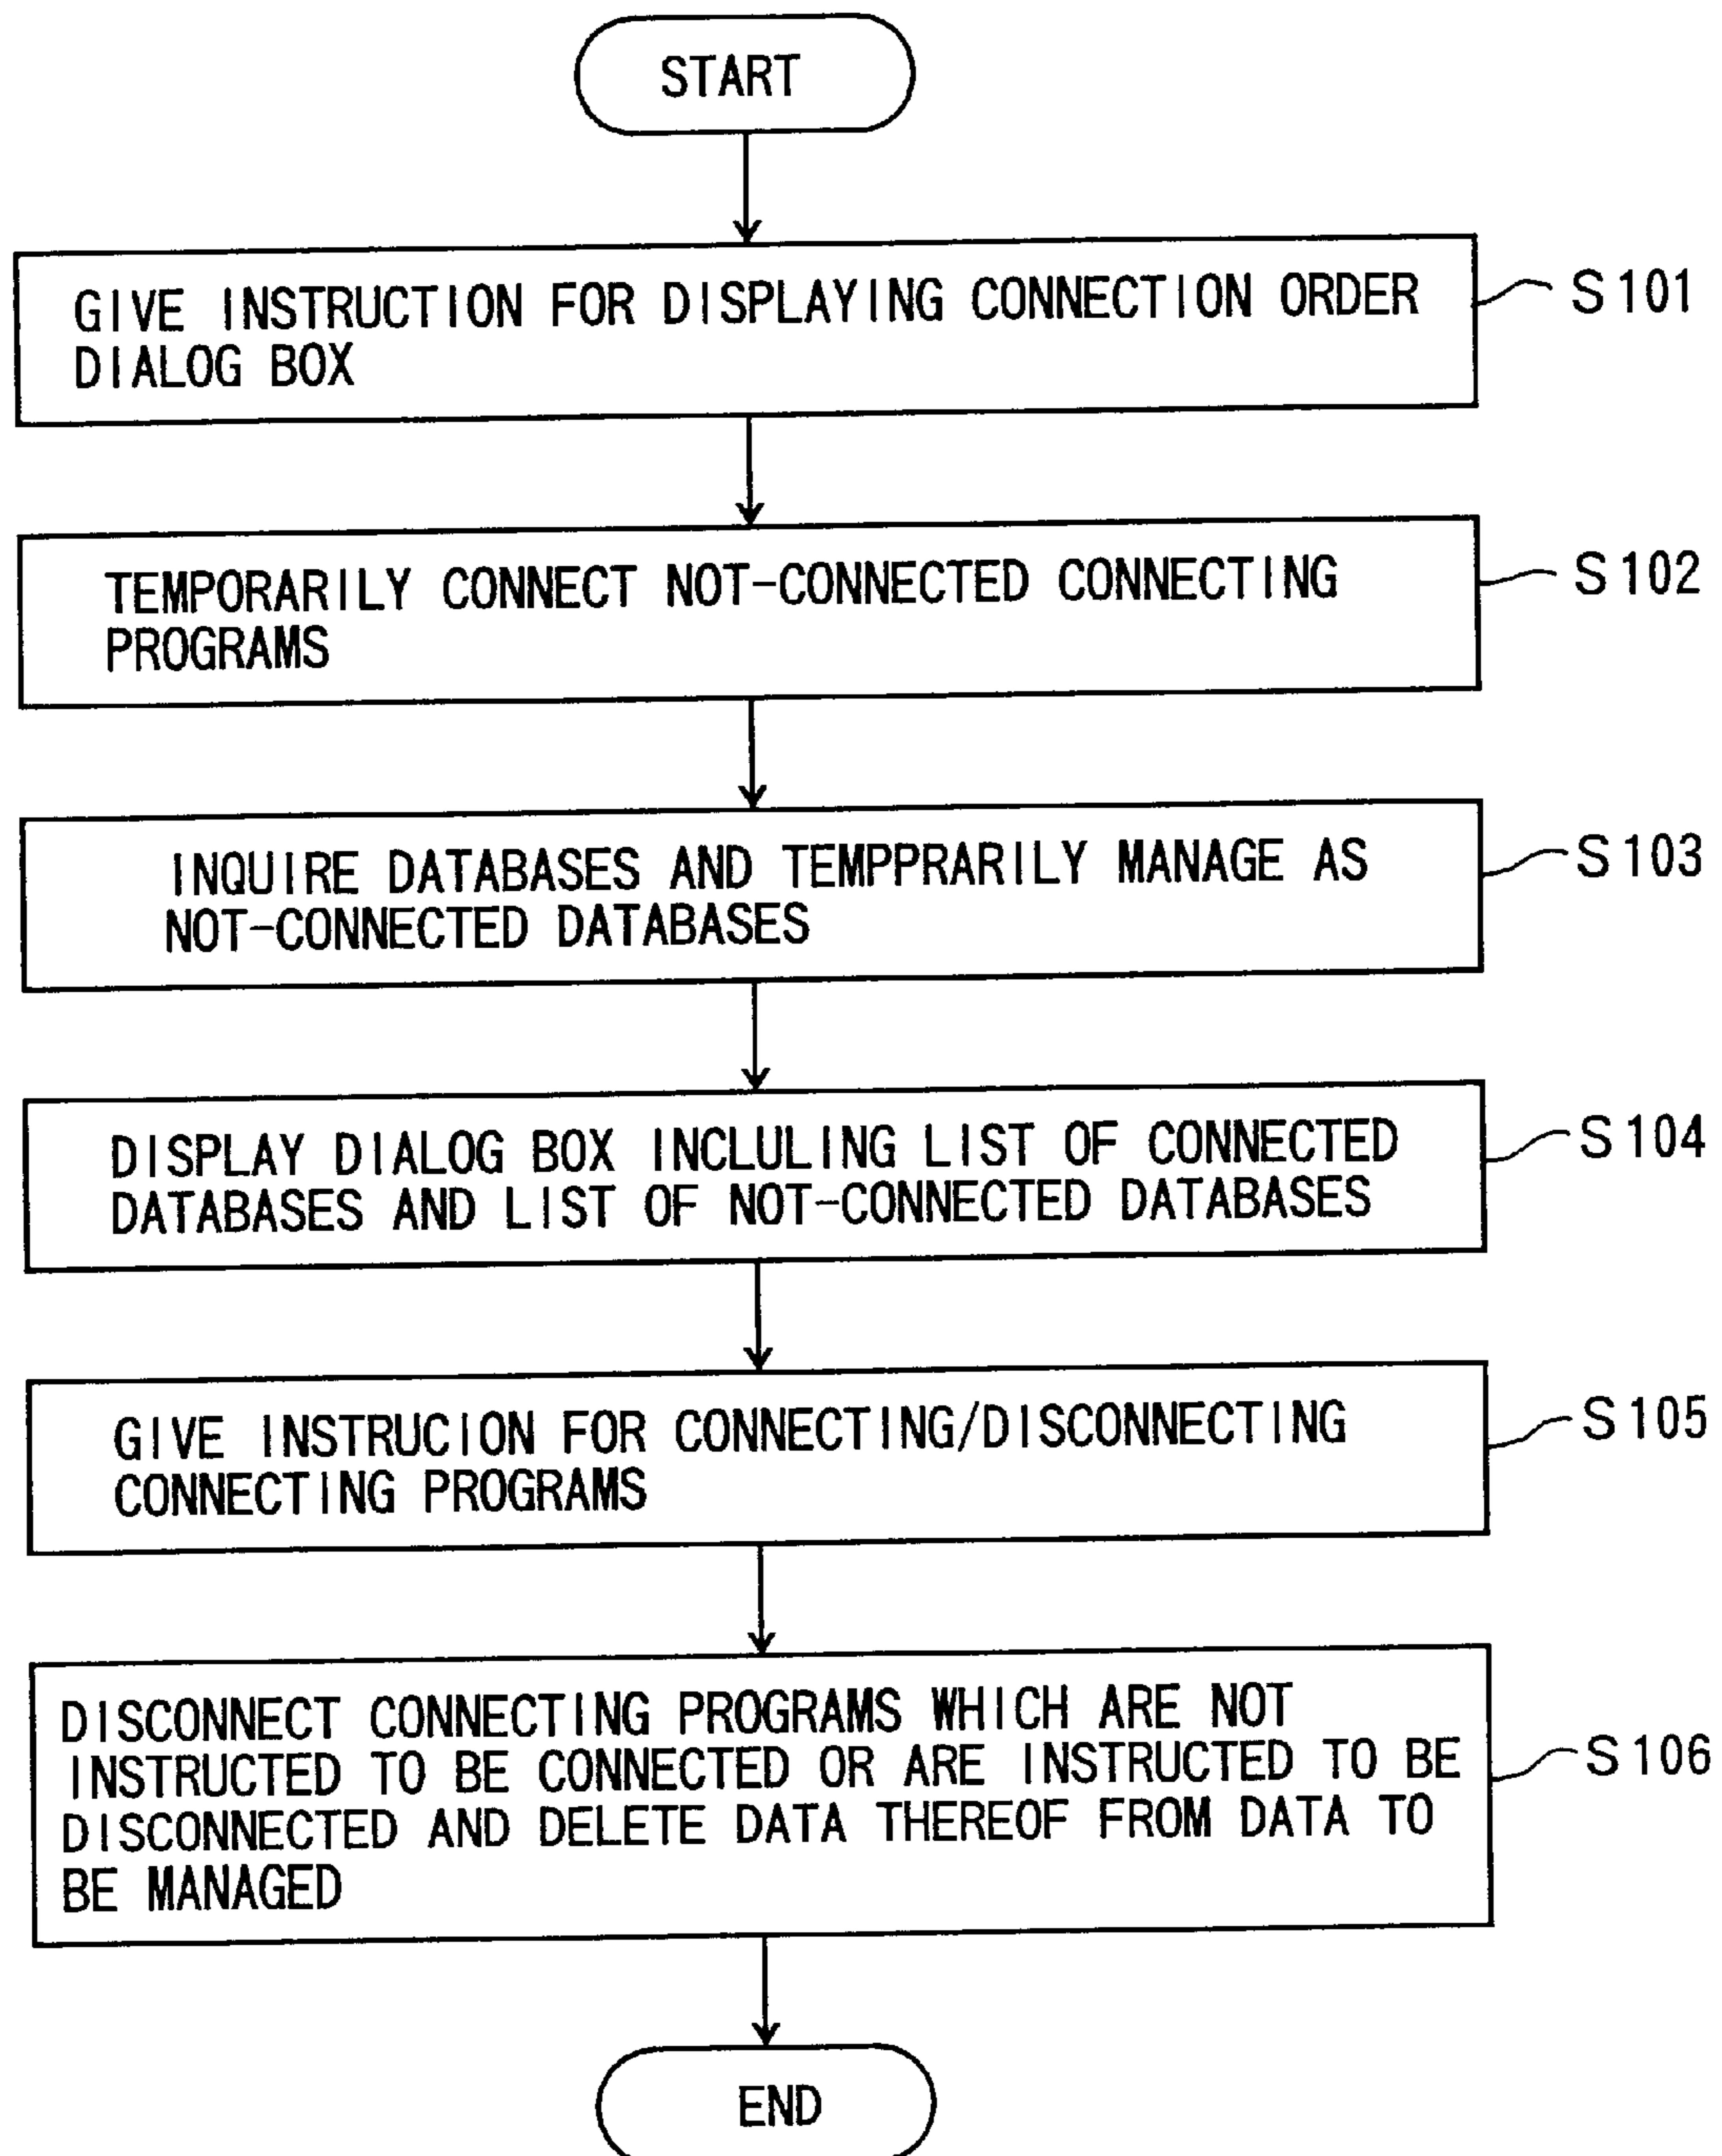 START
GIVE INSTRUCTION FOR DISPLAYING CONNECTION ORDER
DIALOG BOX
S101
TEMPORARILY CONNECT NOT-CONNECTED CONNECTING
PROGRAMS
S102
INQUIRE DATABASES AND TEMPPRARILY MANAGE AS
NOT-CONNECTED DATABASES
S103
DISPLAY DIALOG BOX INCLULING LIST OF CONNECTED
DATABASES AND LIST OF NOT-CONNECTED DATABASES
S104
GIVE INSTRUCION FOR CONNECTING/DISCONNECTING
CONNECTING PROGRAMS
S105
DISCONNECT CONNECTING PROGRAMS WHICH ARE NOT
INSTRUCTED TO BE CONNECTED OR ARE INSTRUCTED TO BE
DISCONNECTED AND DELETE DATA THEREOF FROM DATA TO
BE MANAGED
S106
END